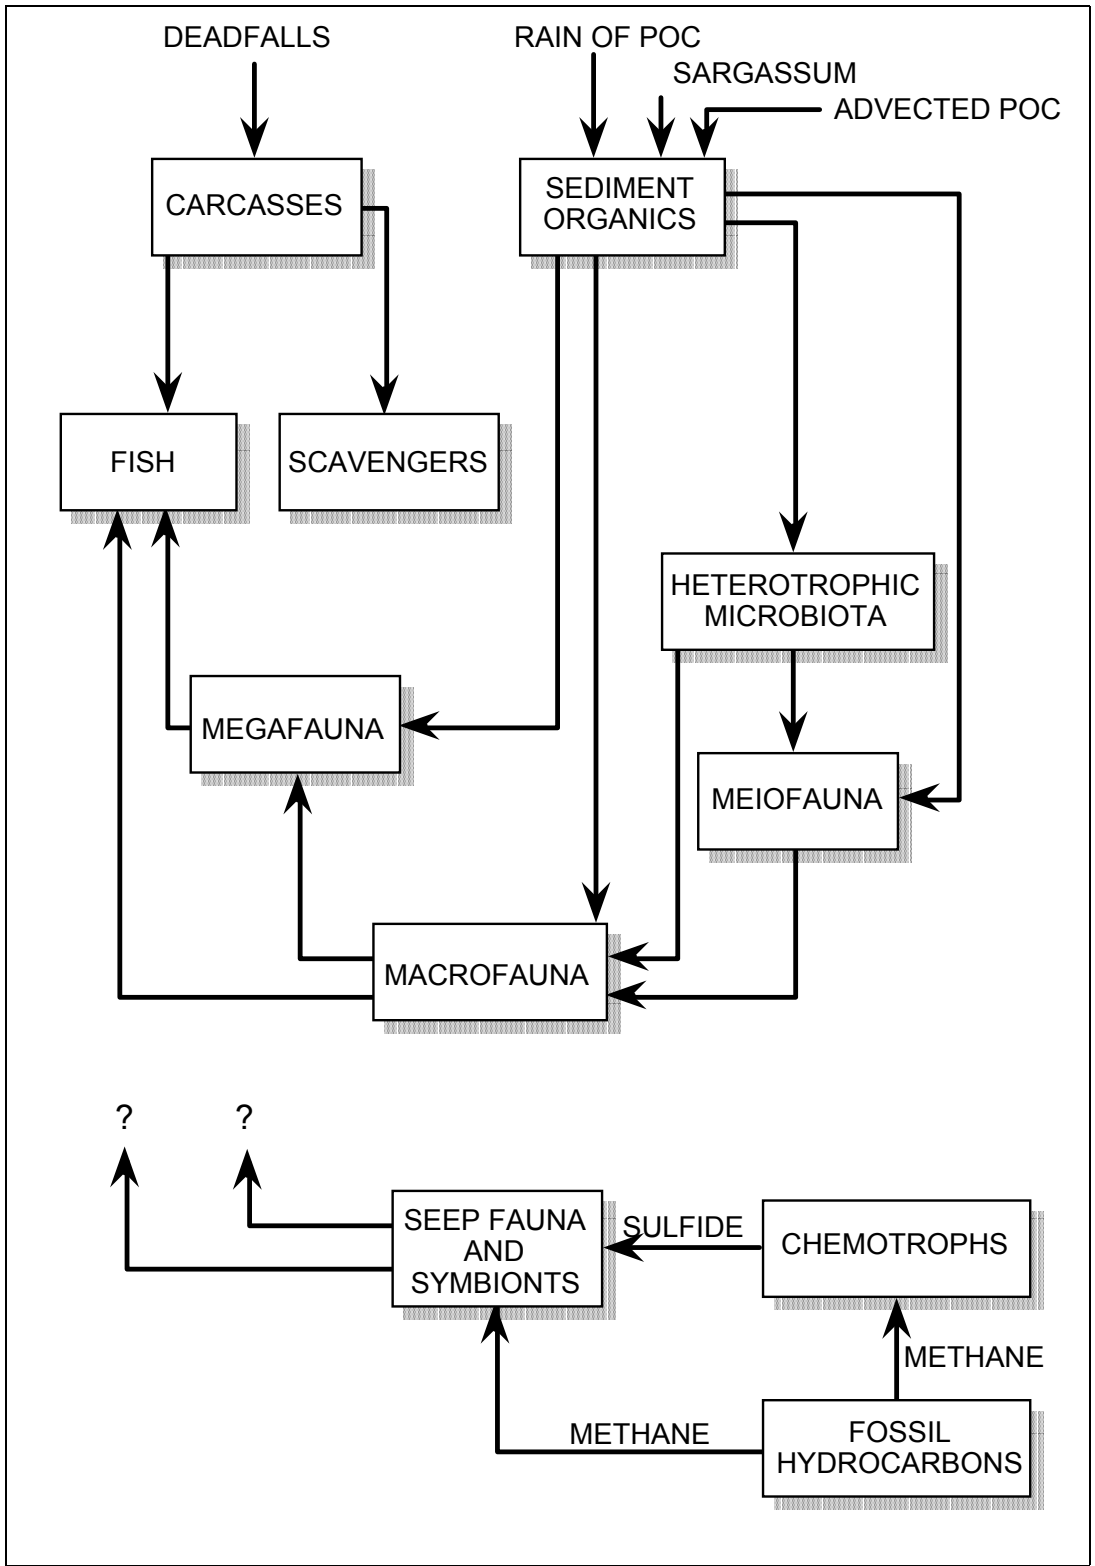 DEADFALLS
RAIN OF POC
SARGASSUM
ADVECTED POC
CARCASSES
SEDIMENT
ORGANICS
FISH
SCAVENGERS
HETEROTROPHIC
MICROBIOTA
MEGAFAUNA
MEIOFAUNA
MACROFAUNA
?
?
SEEP FAUNA
AND
SYMBIONTS
SULFIDE
CHEMOTROPHS
METHANE
METHANE
FOSSIL
HYDROCARBONS